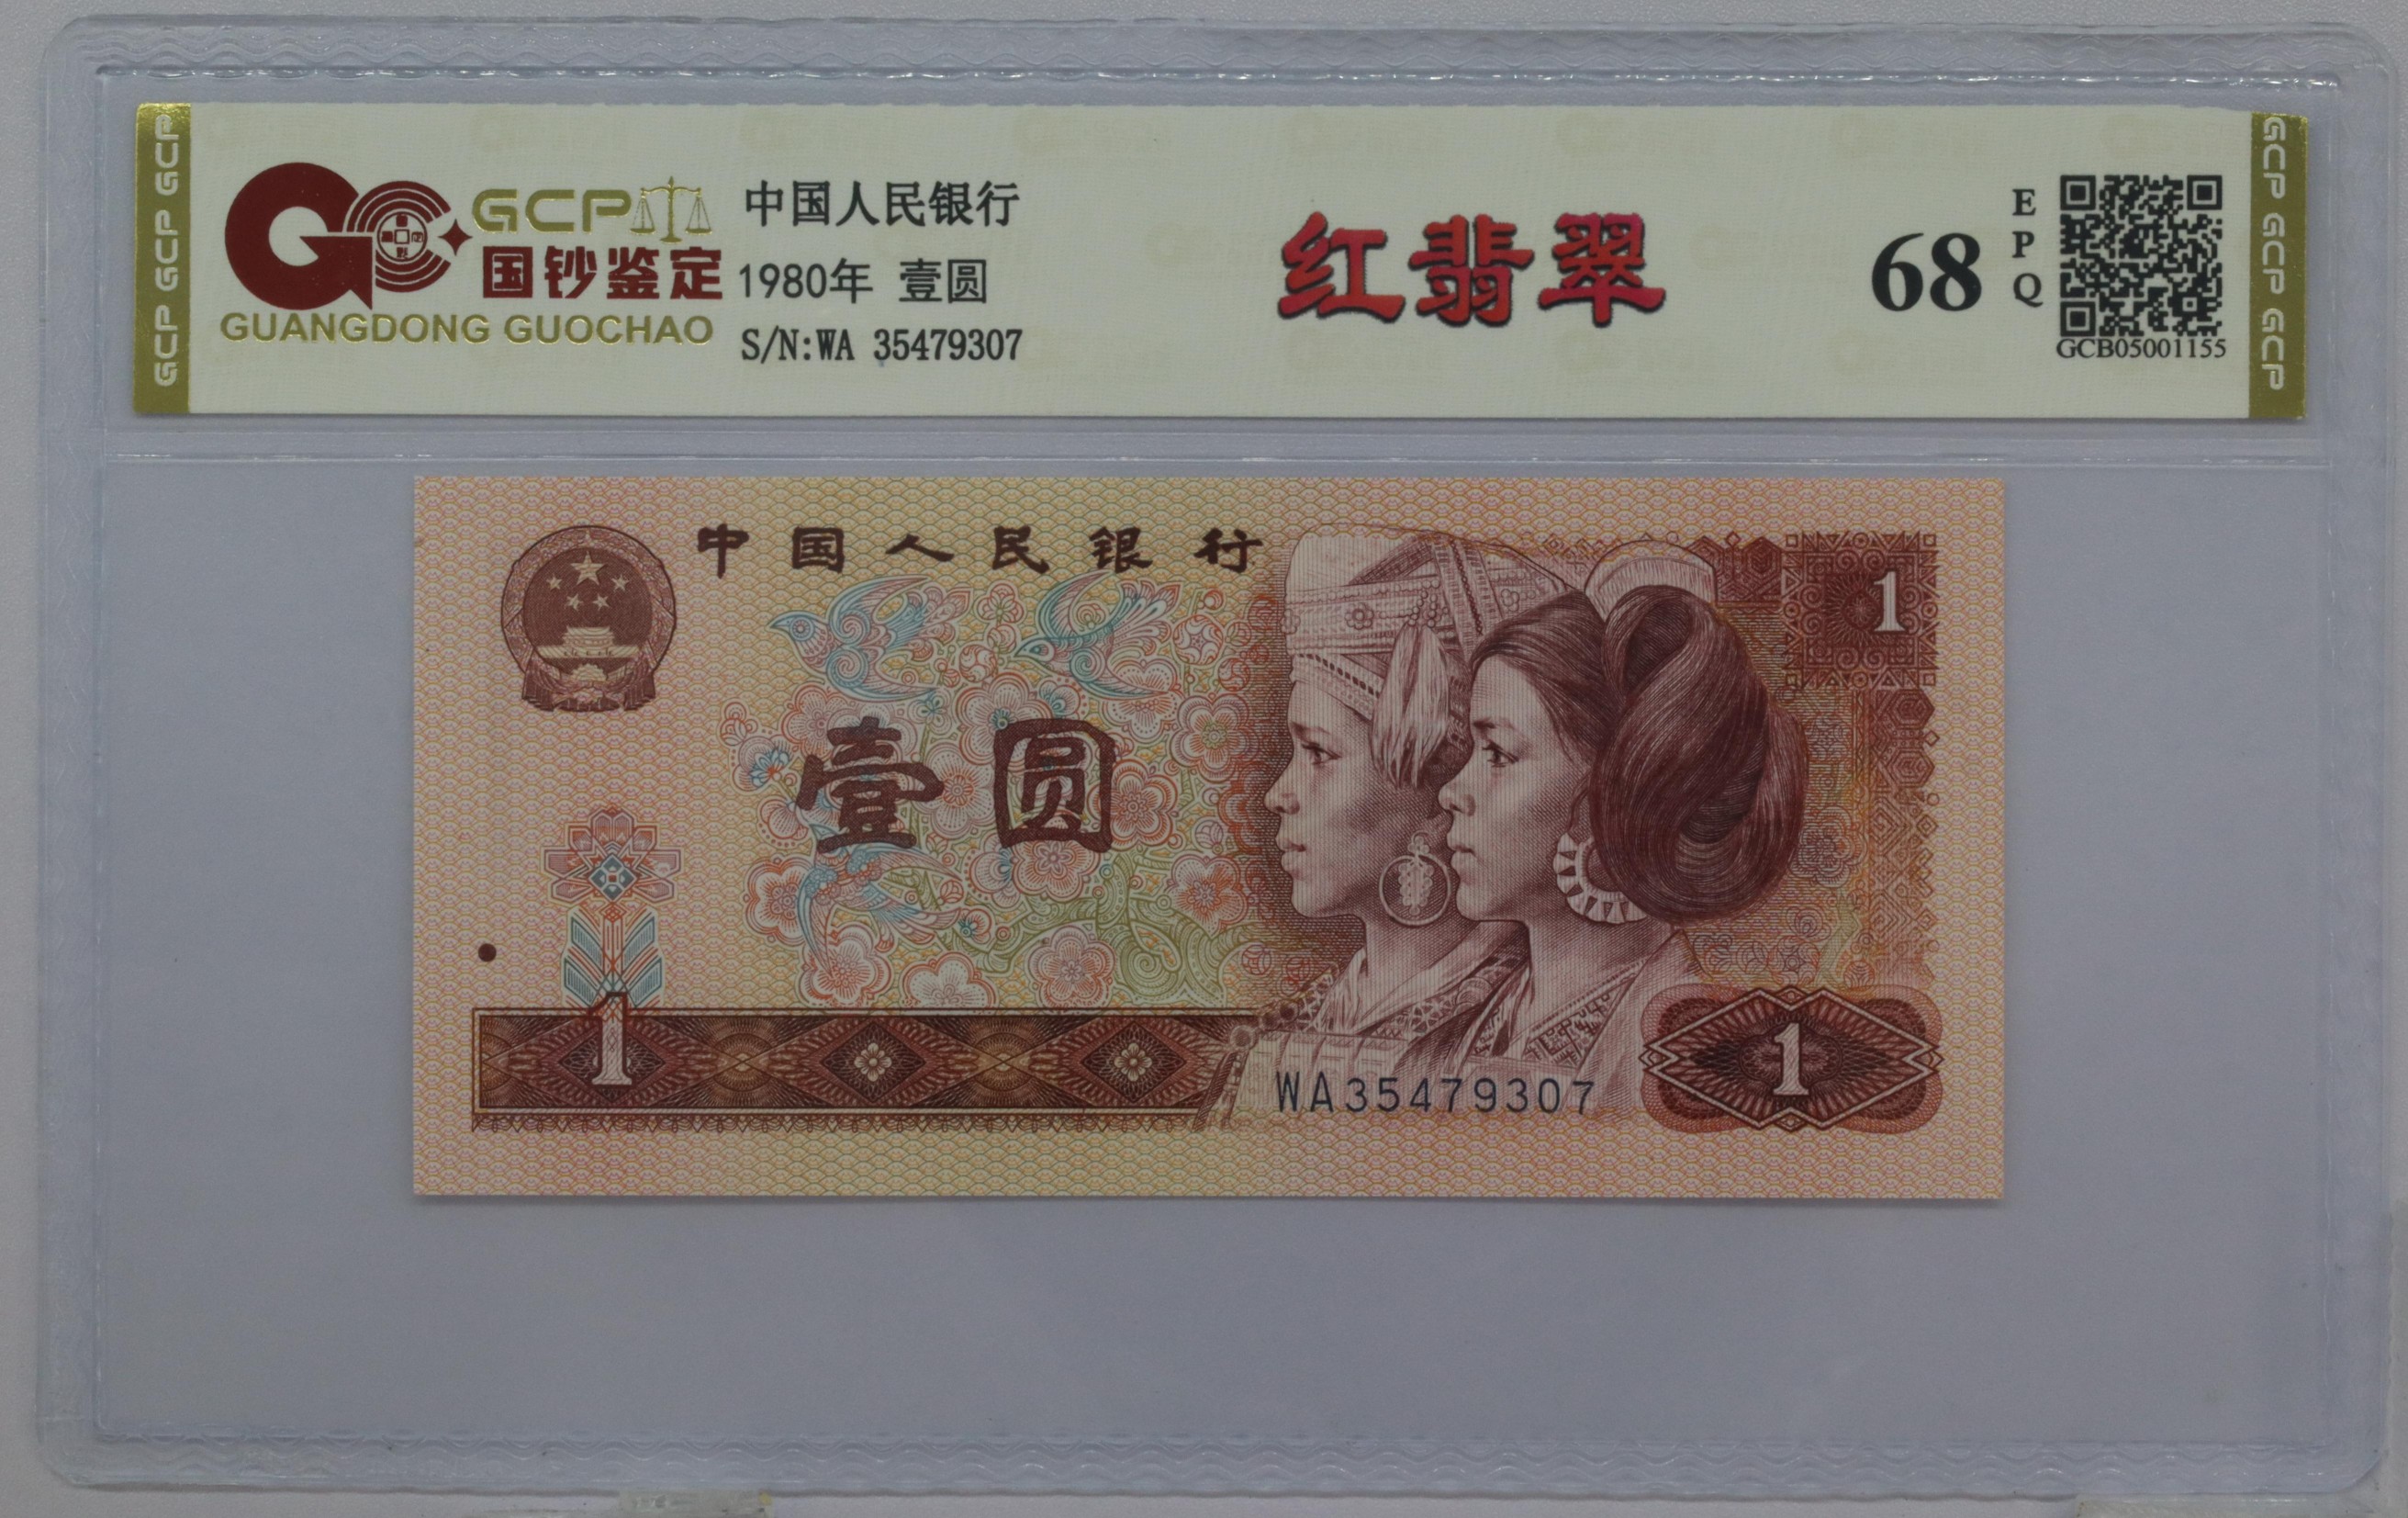 GCP GCP GCP
GCP
国钞鉴定
GUANGDONG GUOCHAO
中国人民银行
1980年 壹圆
S/N:WA 35479307
红翡翠
68
EPQ
GCB05001155
GCP GCP GCP
中国人民银行
1
壹圆
1
WA35479307
1